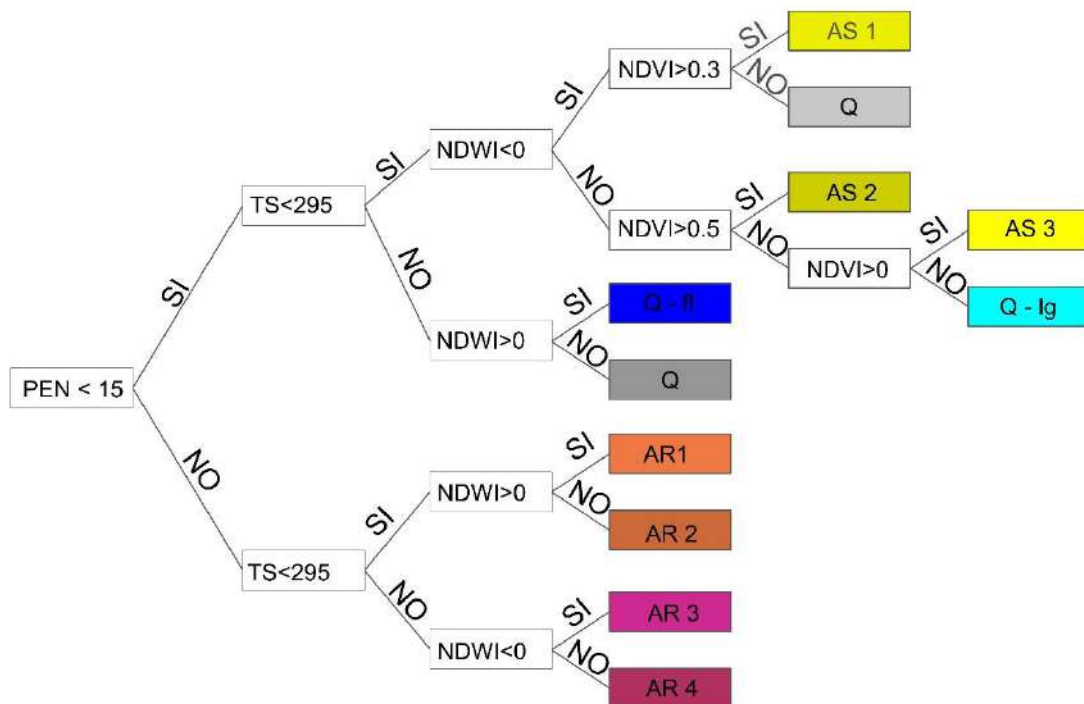 PEN < 15
SI
NO
TS<295
SI
NO
NDWI<0
SI
NO
NDVI>0.3
SI
NO
AS 1
Q
NDVI>0.5
SI
NO
AS 2
NDVI>0
SI
NO
AS 3
Q - lg
NDWI>0
SI
NO
Q - fl
Q
TS<295
SI
NO
NDWI>0
SI
NO
AR1
AR 2
NDWI<0
SI
NO
AR 3
AR 4